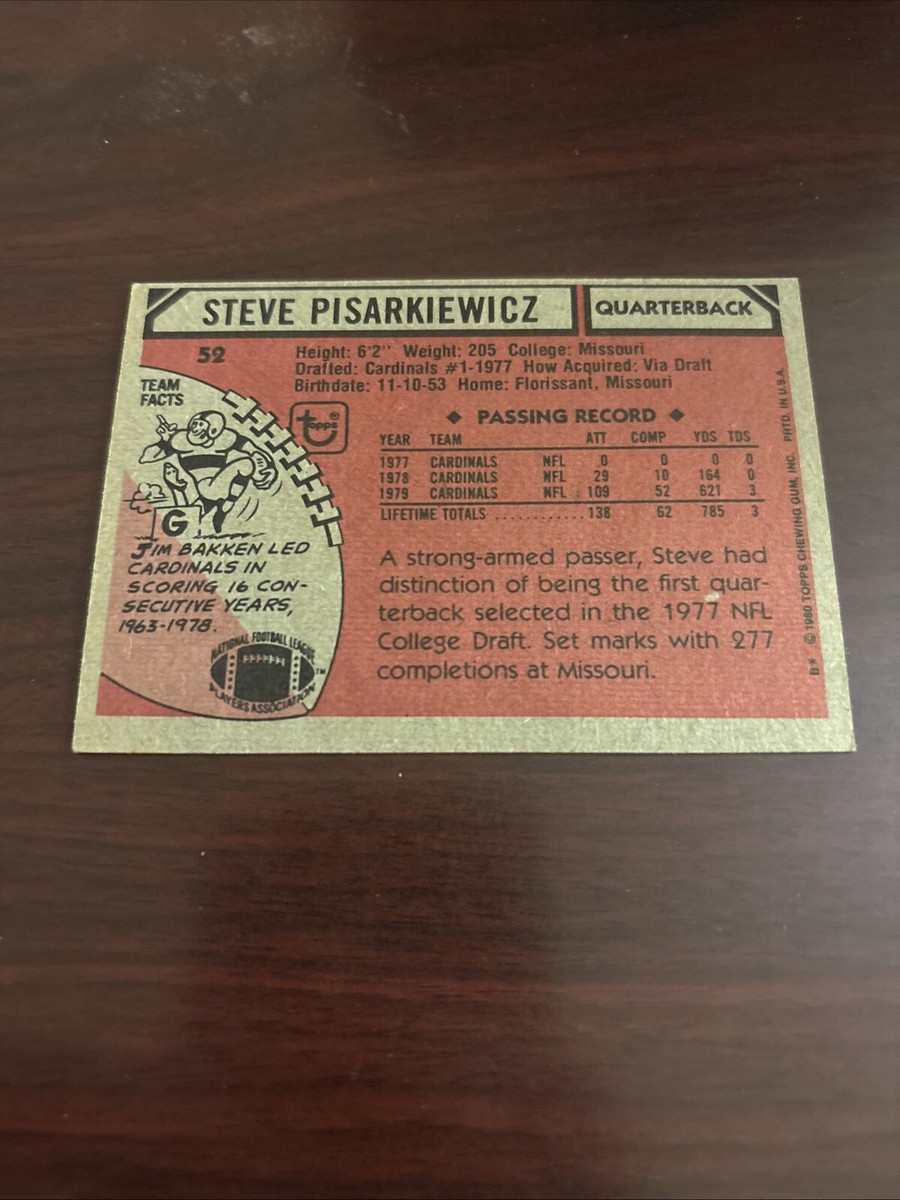 STEVE PISARKIEWICZ
QUARTERBACK
52
Height: 6'2" Weight: 205 College: Missouri
Drafted: Cardinals #1-1977 How Acquired: Via Draft
Birthdate: 11-10-53 Home: Florissant, Missouri
TEAM
FACTS
G
JIM BAKKEN LED
CARDINALS IN
SCORING 16 CON-
SECUTIVE YEARS,
1963-1978.
NATIONAL FOOTBALL LEAGUE
PLAYERS ASSOCIATION
TM
topps®
◆ PASSING RECORD ◆
YEAR TEAM ATT COMP YDS TDS
1977 CARDINALS NFL 0 0 0 0
1978 CARDINALS NFL 29 10 164 0
1979 CARDINALS NFL 109 52 621 3
LIFETIME TOTALS .............. 138 62 785 3
A strong-armed passer, Steve had
distinction of being the first quar-
terback selected in the 1977 NFL
College Draft. Set marks with 277
completions at Missouri.
B* © 1980 TOPPS CHEWING GUM, INC. PRTD. IN U.S.A.